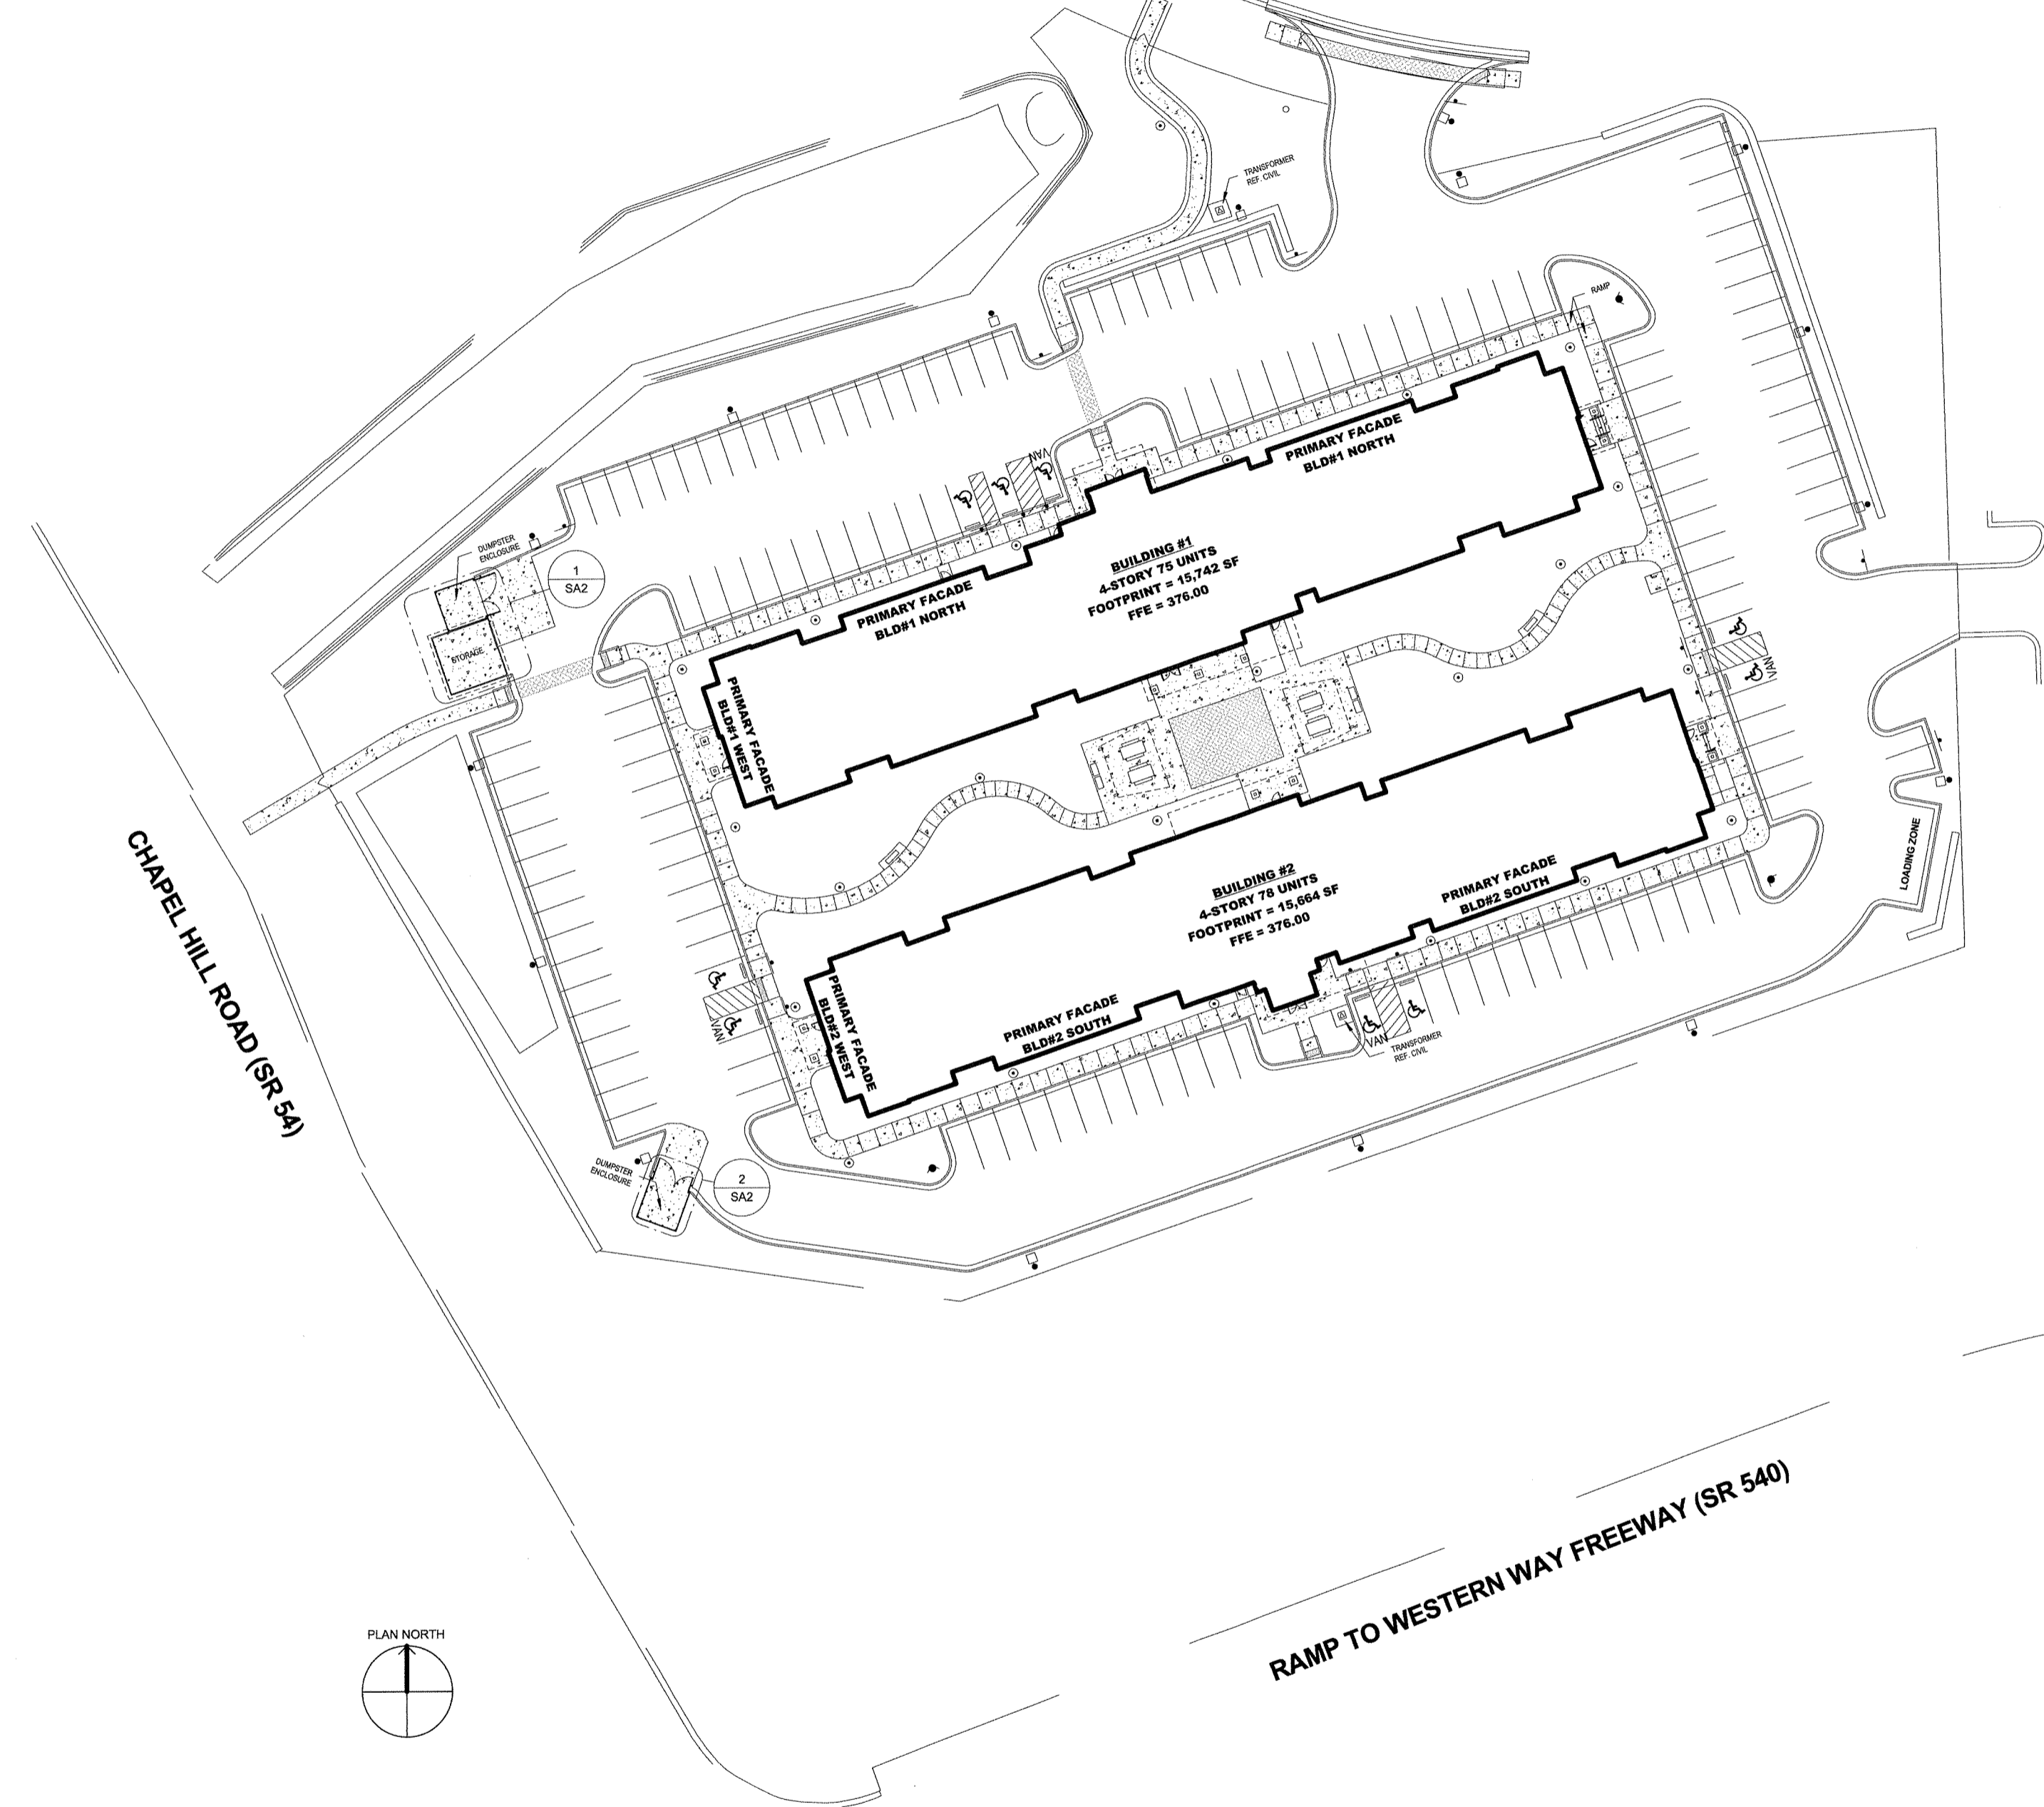 TRANSFORMER
REF. CIVIL
RAMP
PRIMARY FACADE
BLD#1 NORTH
VAN
DUMPSTER
ENCLOSURE
1
SA2
STORAGE
BUILDING #1
4-STORY 75 UNITS
FOOTPRINT = 15,742 SF
FFE = 376.00
PRIMARY FACADE
BLD#1 NORTH
PRIMARY FACADE
BLD#1 WEST
VAN
LOADING ZONE
CHAPEL HILL ROAD (SR 54)
BUILDING #2
4-STORY 78 UNITS
FOOTPRINT = 15,664 SF
FFE = 376.00
PRIMARY FACADE
BLD#2 SOUTH
VAN
PRIMARY FACADE
BLD#2 WEST
PRIMARY FACADE
BLD#2 SOUTH
VAN
TRANSFORMER
REF. CIVIL
DUMPSTER
ENCLOSURE
2
SA2
RAMP TO WESTERN WAY FREEWAY (SR 540)
PLAN NORTH